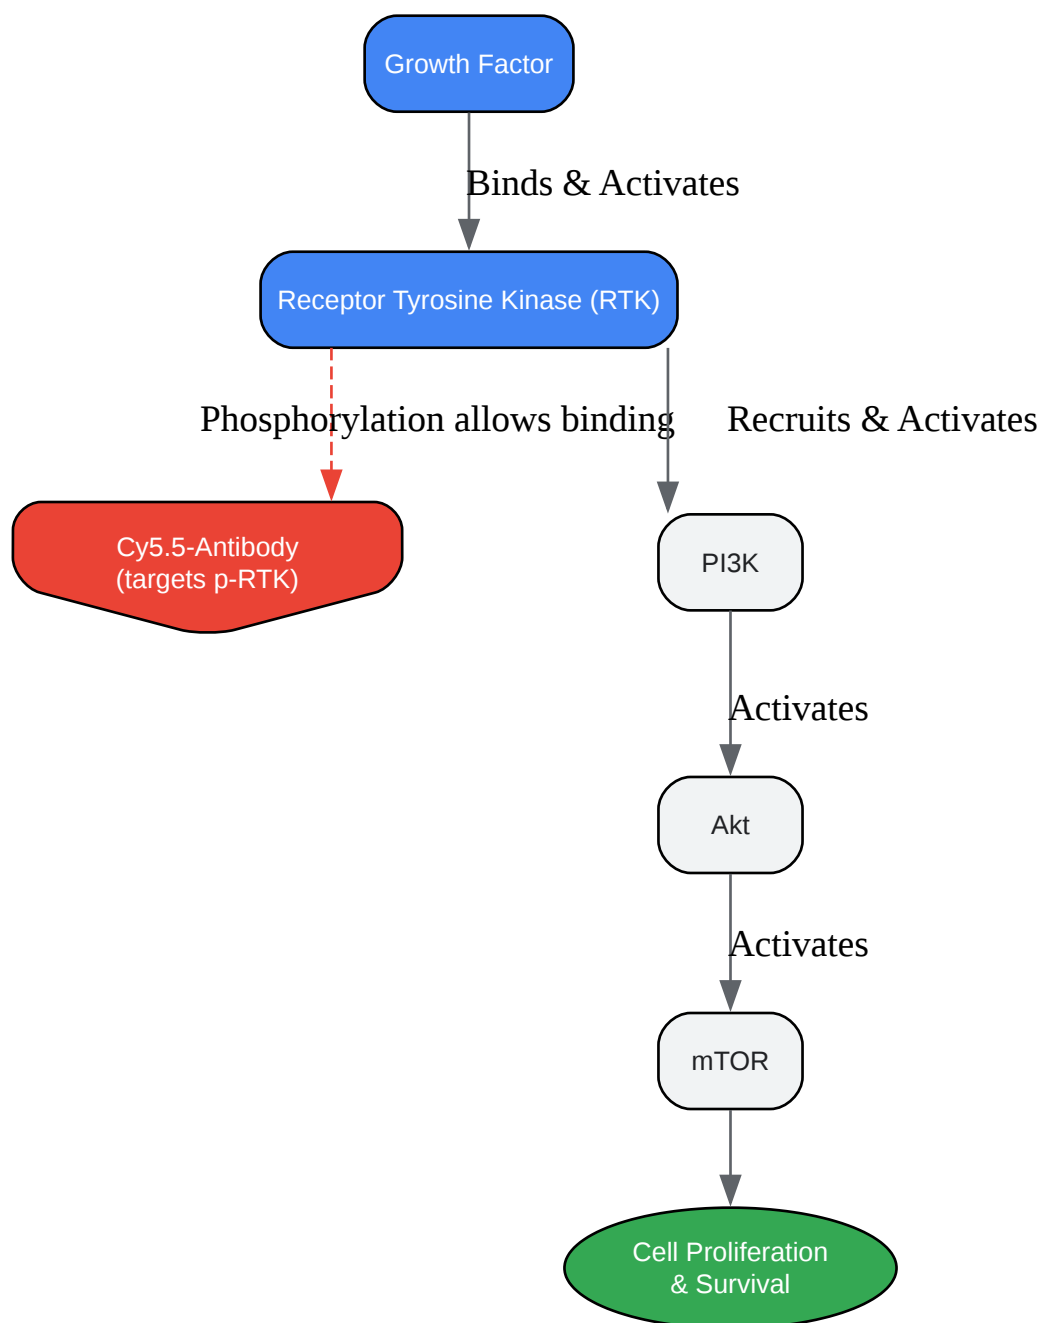 Growth Factor
Binds & Activates
Receptor Tyrosine Kinase (RTK)
Phosphorylation allows binding
Recruits & Activates
Cy5.5-Antibody
(targets p-RTK)
PI3K
Activates
Akt
Activates
mTOR
Cell Proliferation
& Survival